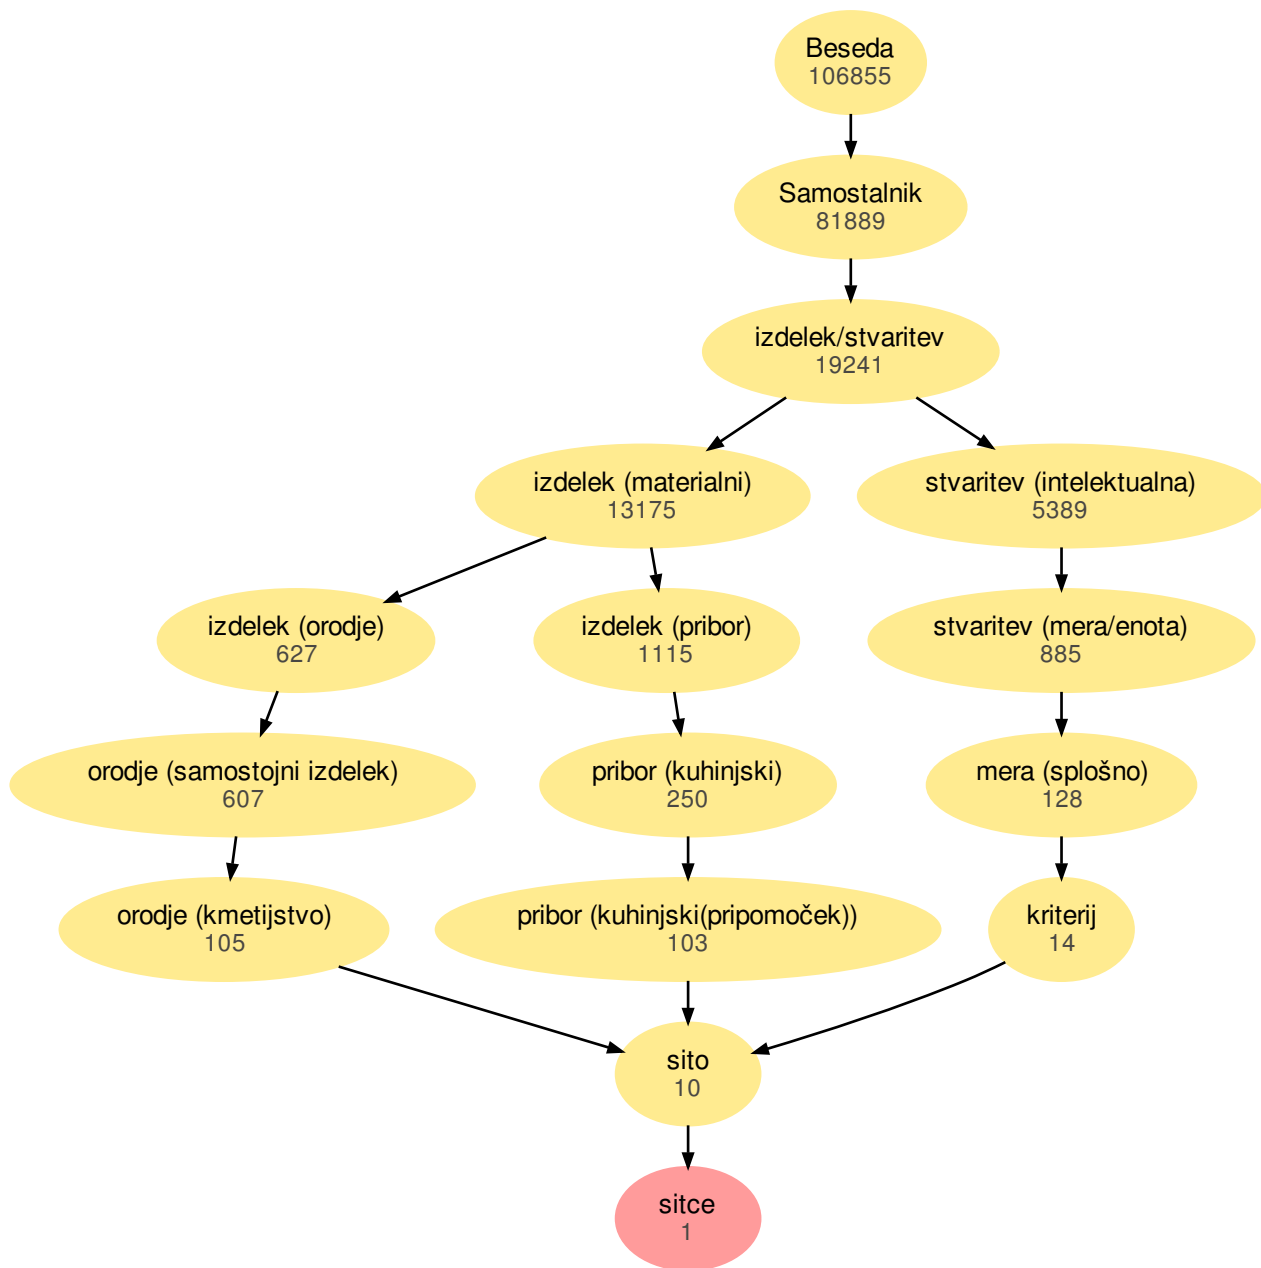 Beseda
106855
Samostalnik
81889
izdelek/stvaritev
19241
izdelek (materialni)
13175
stvaritev (intelektualna)
5389
izdelek (orodje)
627
izdelek (pribor)
1115
stvaritev (mera/enota)
885
orodje (samostojni izdelek)
607
pribor (kuhinjski)
250
mera (splošno)
128
orodje (kmetijstvo)
105
pribor (kuhinjski(pripomoček))
103
kriterij
14
sito
10
sitce
1